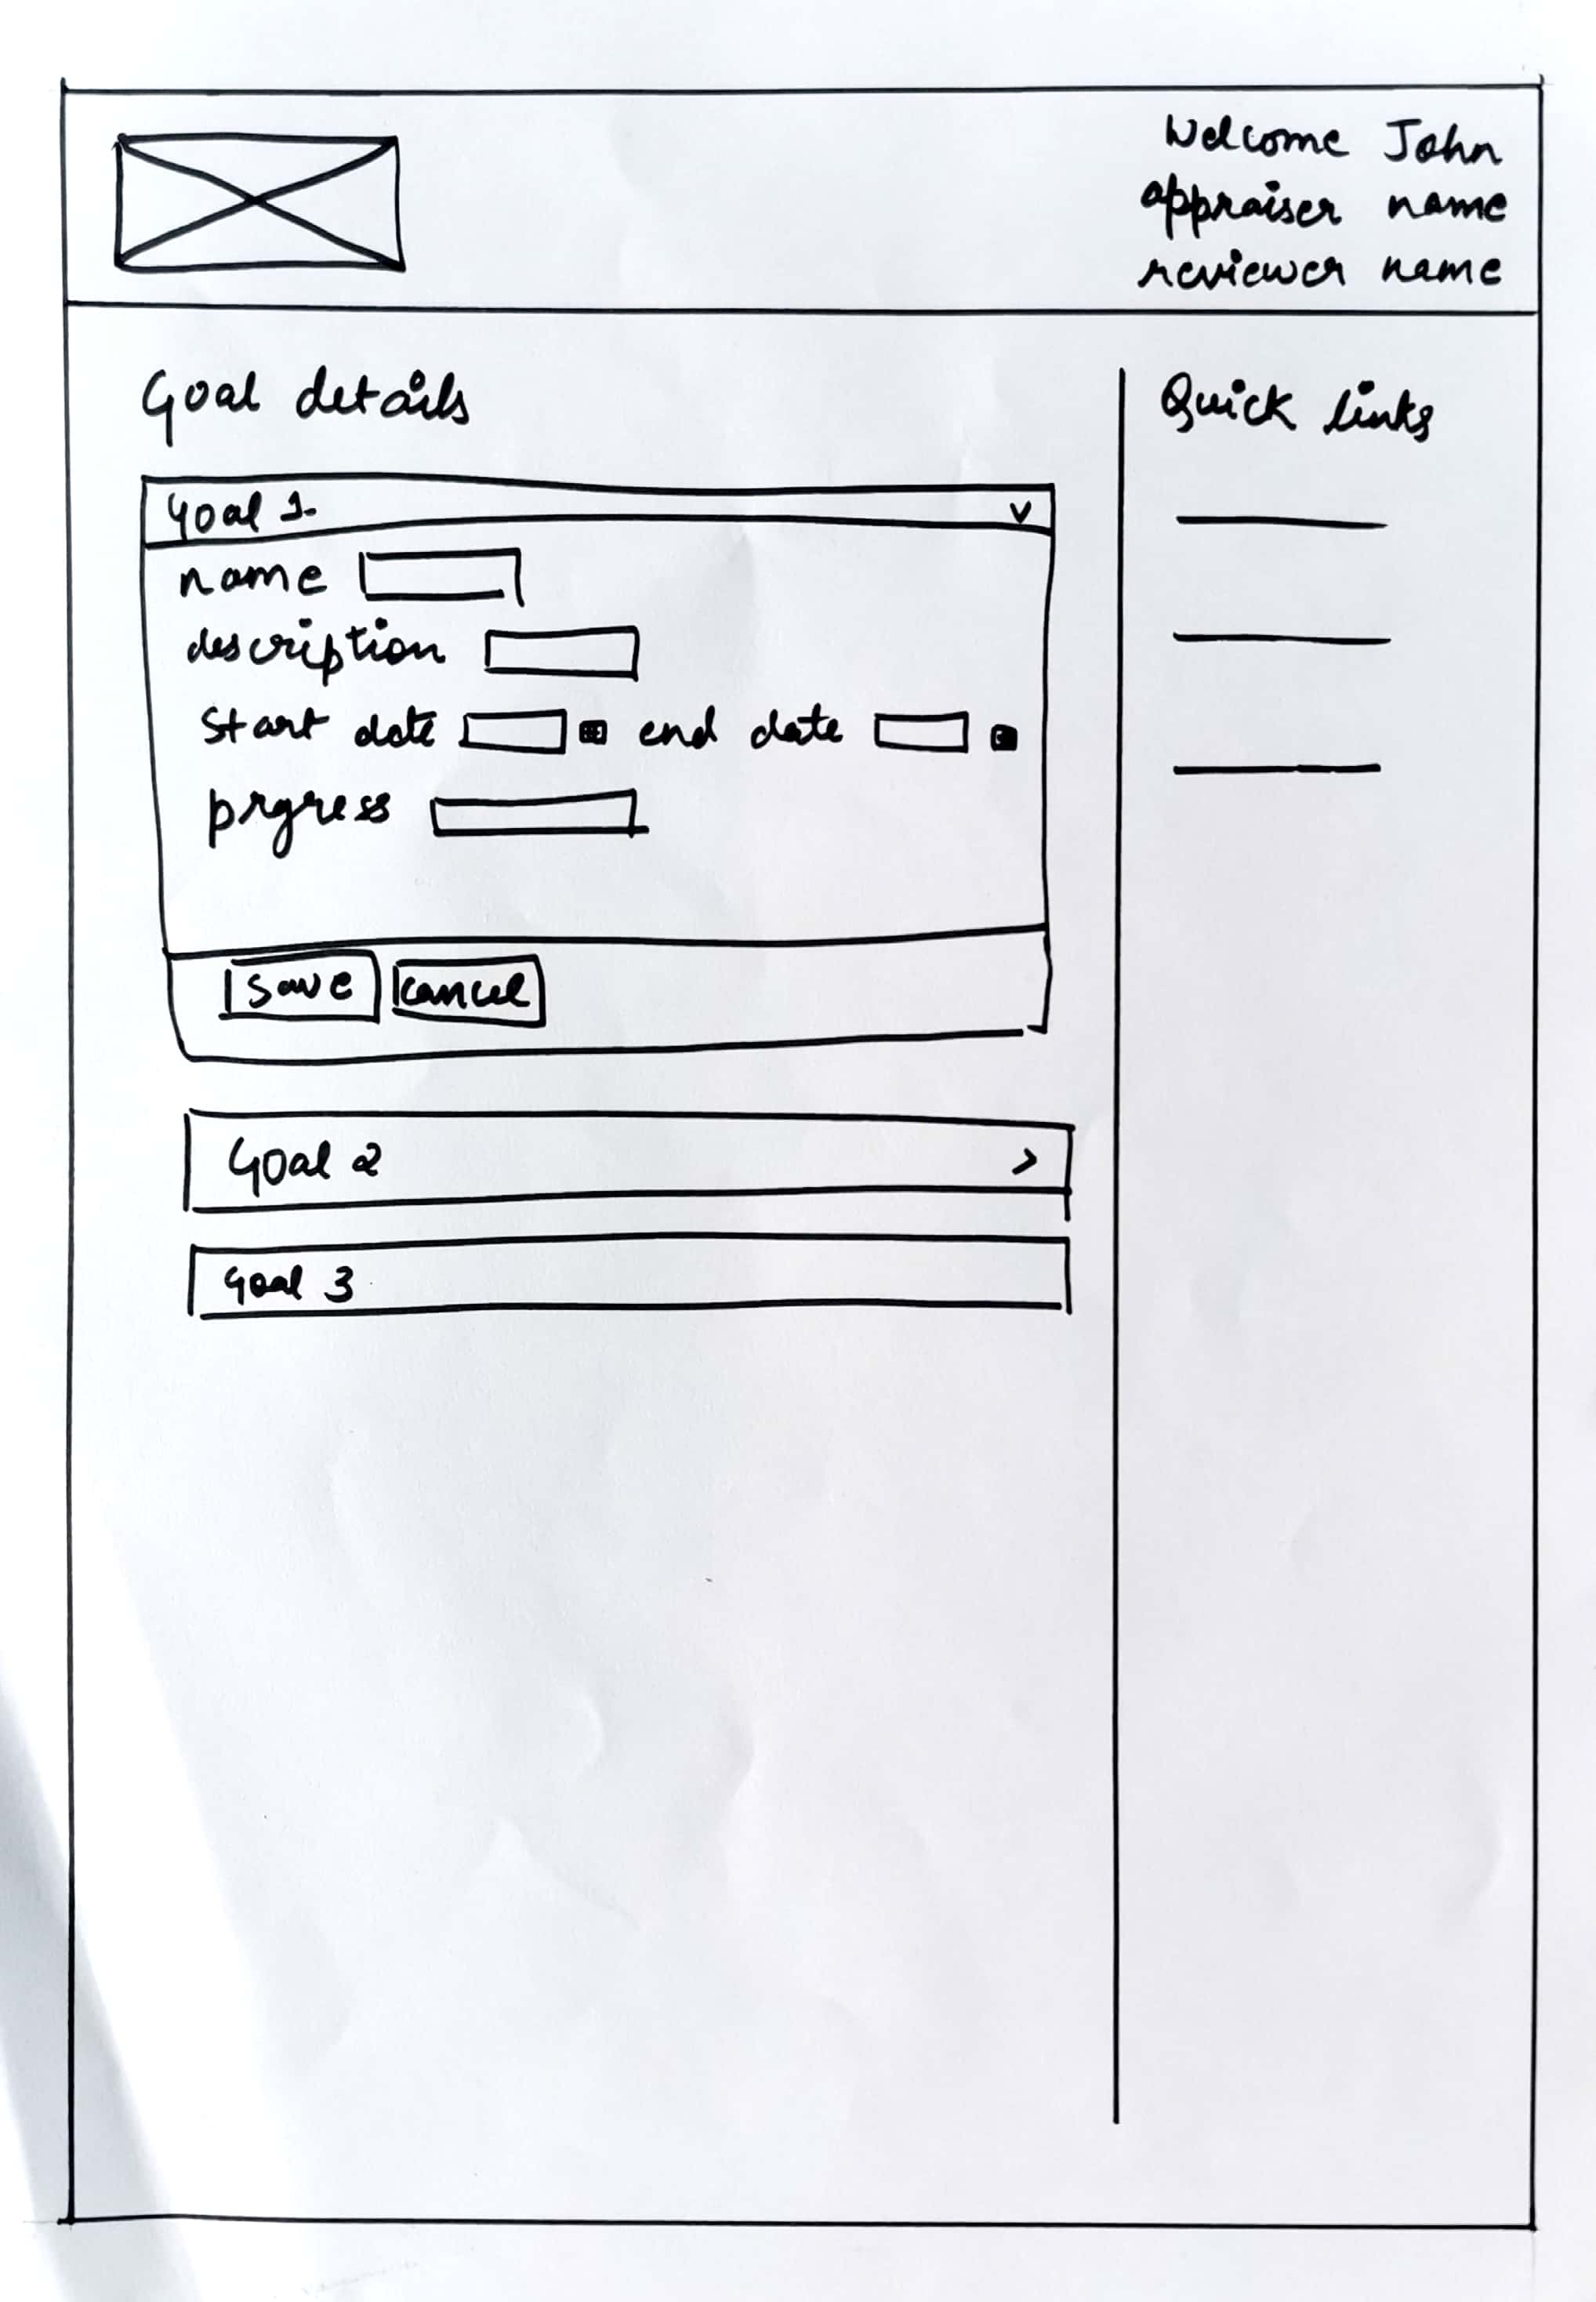 Welcome John
appraiser name
reviewer name
Goal details
Quick links
Goal 1.
name
description
start date end date
prgress
save cancel
Goal 2
Goal 3